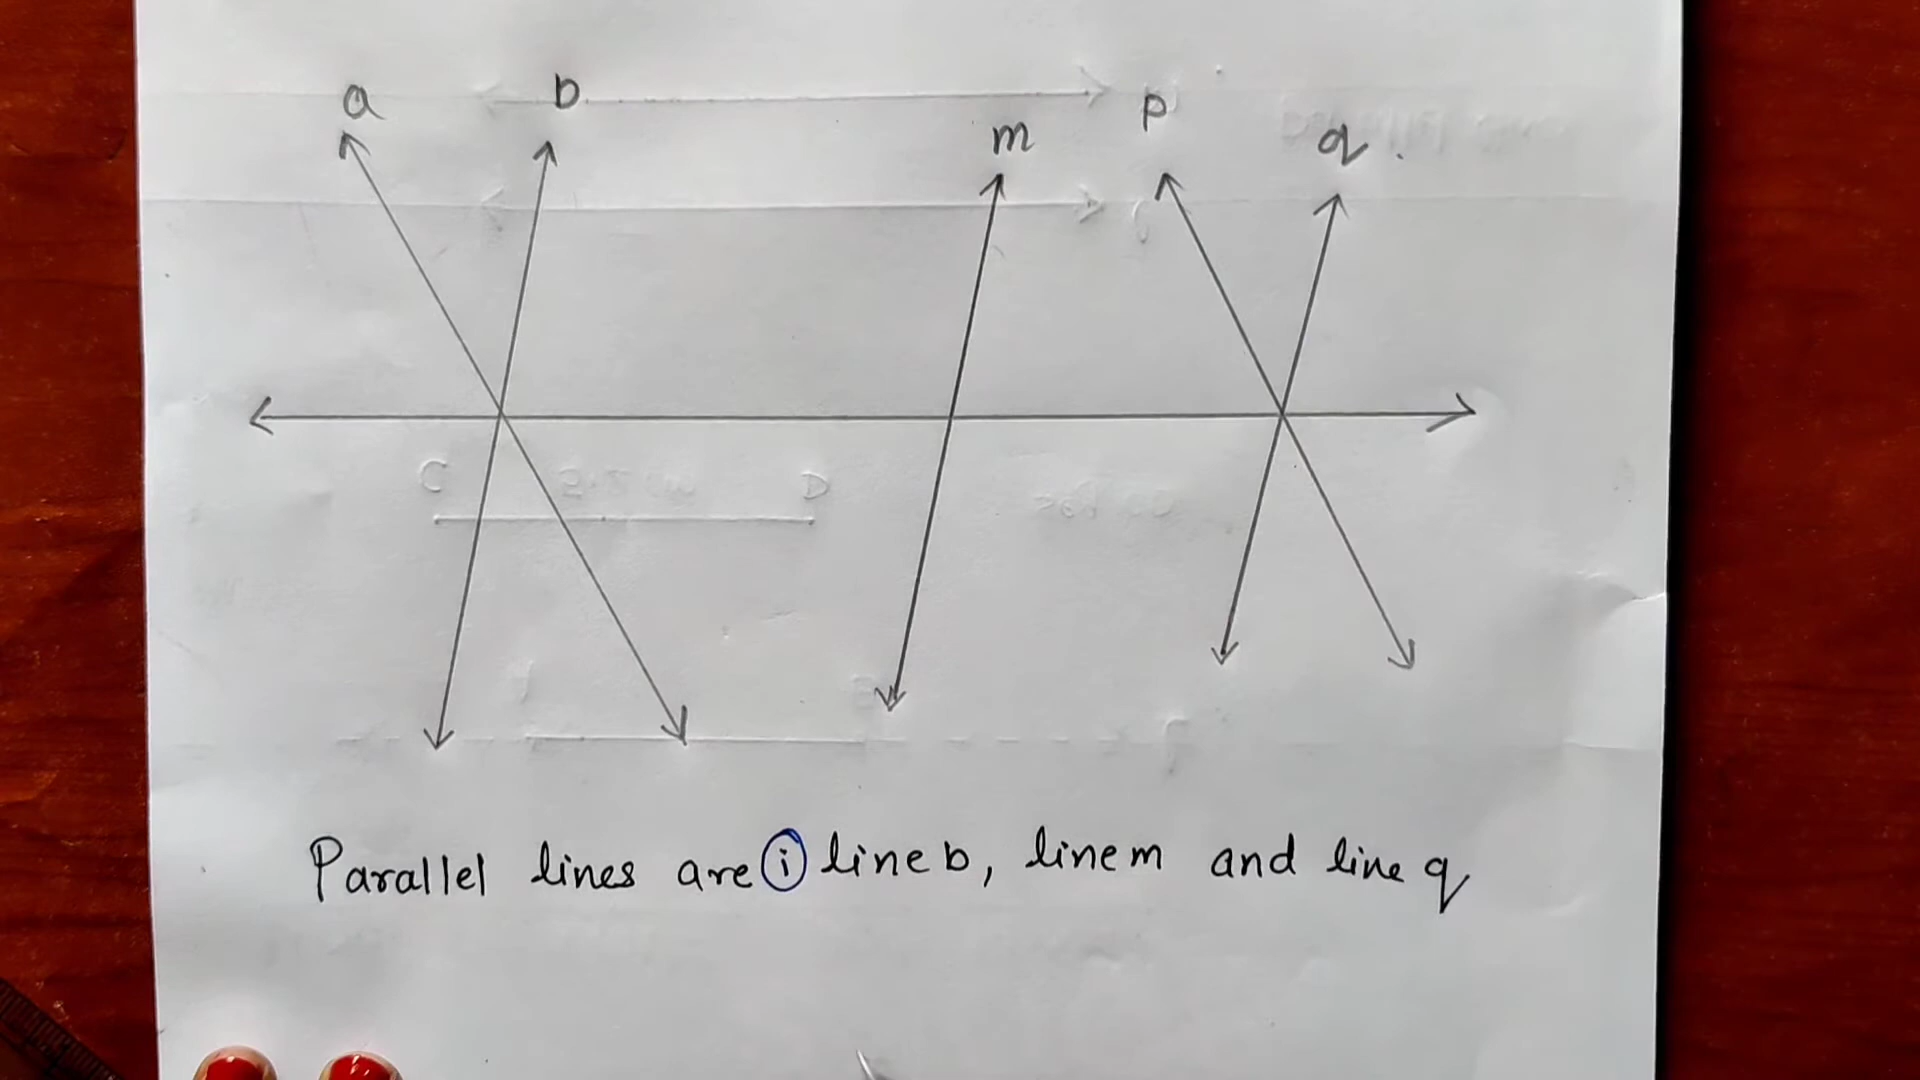 a b m p q
Parallel lines are i line b, line m and line q